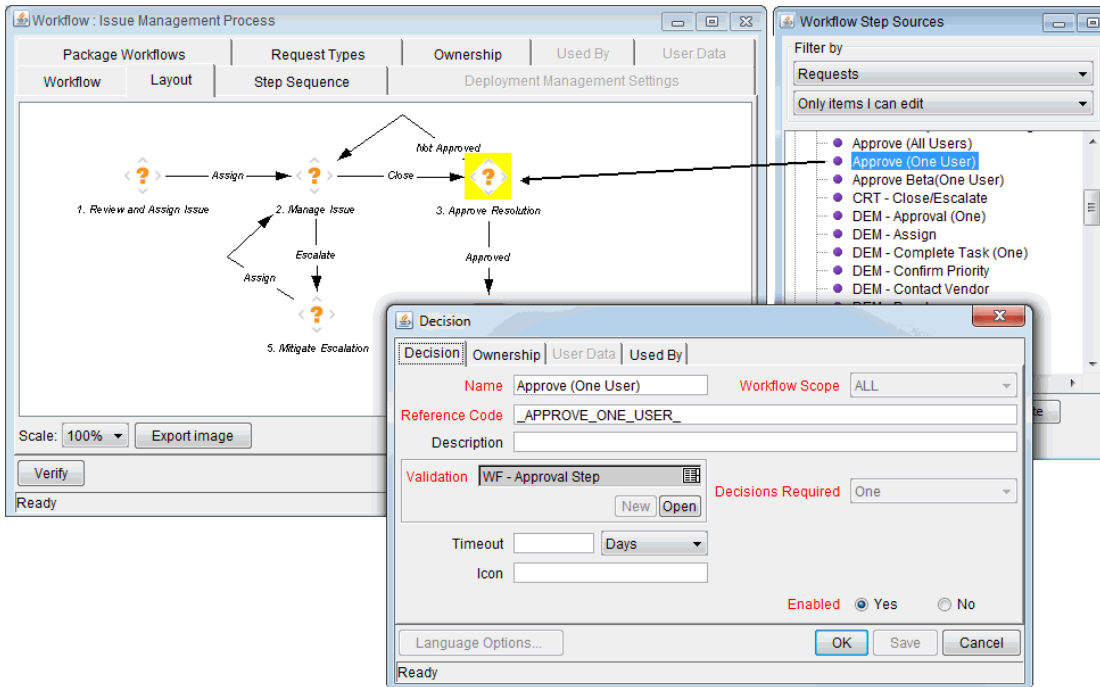 Workflow : Issue Management Process
Package Workflows Request Types Ownership Used By User Data
Workflow Layout Step Sequence Deployment Management Settings
Not Approved
Assign Close
1. Review and Assign Issue 2. Manage Issue 3. Approve Resolution
Escalate Approved
Assign
5. Mitigate Escalation
Scale: 100% Export image
Verify
Ready
Workflow Step Sources
Filter by
Requests
Only items I can edit
Approve (All Users)
Approve (One User)
Approve Beta(One User)
CRT - Close/Escalate
DEM - Approval (One)
DEM - Assign
DEM - Complete Task (One)
DEM - Confirm Priority
DEM - Contact Vendor
Decision
Decision Ownership User Data Used By
Name Approve (One User) Workflow Scope ALL
Reference Code _APPROVE_ONE_USER_
Description
Validation WF - Approval Step
New Open
Decisions Required One
Timeout Days
Icon
Enabled Yes No
Language Options... OK Save Cancel
Ready